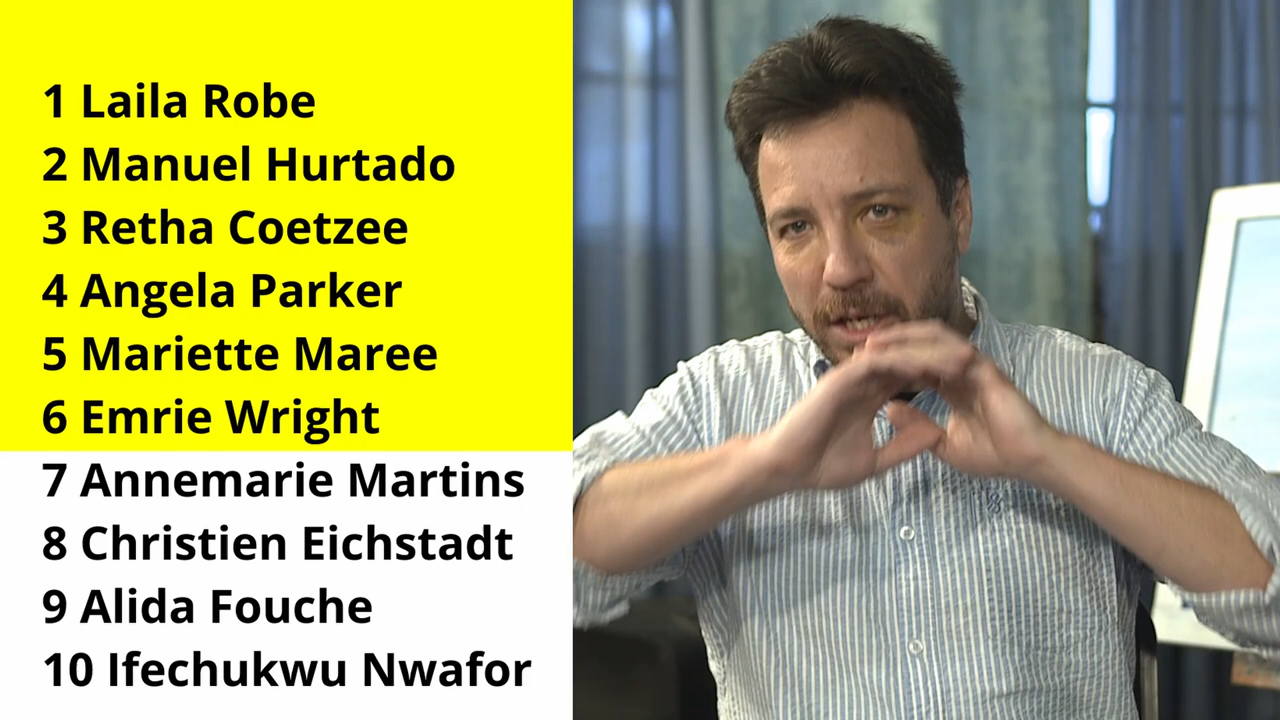 1 Laila Robe
2 Manuel Hurtado
3 Retha Coetzee
4 Angela Parker
5 Mariette Maree
6 Emrie Wright
7 Annemarie Martins
8 Christien Eichstadt
9 Alida Fouche
10 Ifechukwu Nwafor